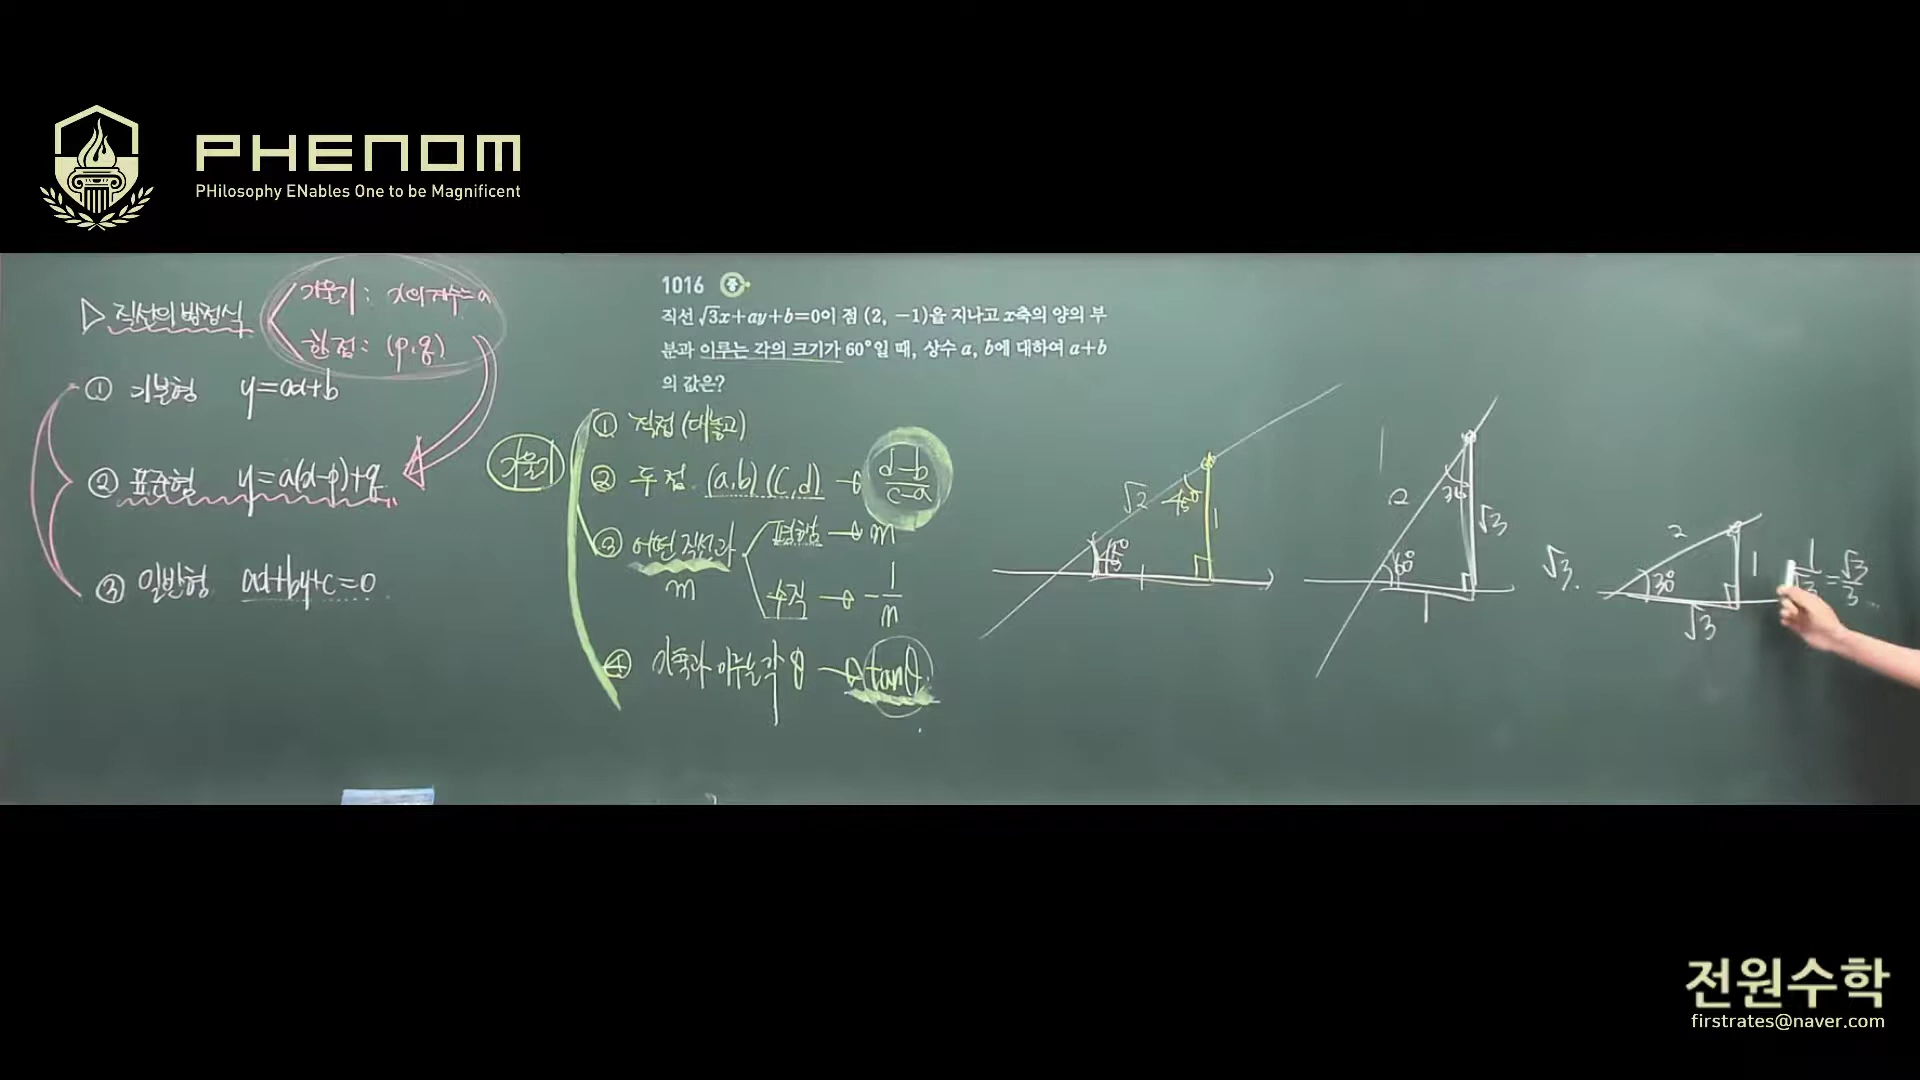 PHENOM
PHilosophy ENables One to be Magnificent
▷ 직선의 방정식
기울기 : x의 계수=a
한 점 : (p, q)
① 기본형 y=ax+b
② 표준형 y=a(x-p)+q
③ 일반형 ax+by+c=0
1016 중
직선 √3x+ay+b=0이 점 (2, −1)을 지나고 x축의 양의 부
분과 이루는 각의 크기가 60°일 때, 상수 a, b에 대하여 a+b
의 값은?
기울기
① 직접 (대놓고)
② 두 점 (a,b) (c,d) → d-b/c-a
③ 어떤 직선과 평행 → m
m 수직 → -1/m
④ x축과 이루는 각 θ → tanθ
√2 45° 1
45° 1
2 30° √3
60° 1
√3.
2 1
30° √3
1/√3 = √3/3
전원수학
firstrates@naver.com